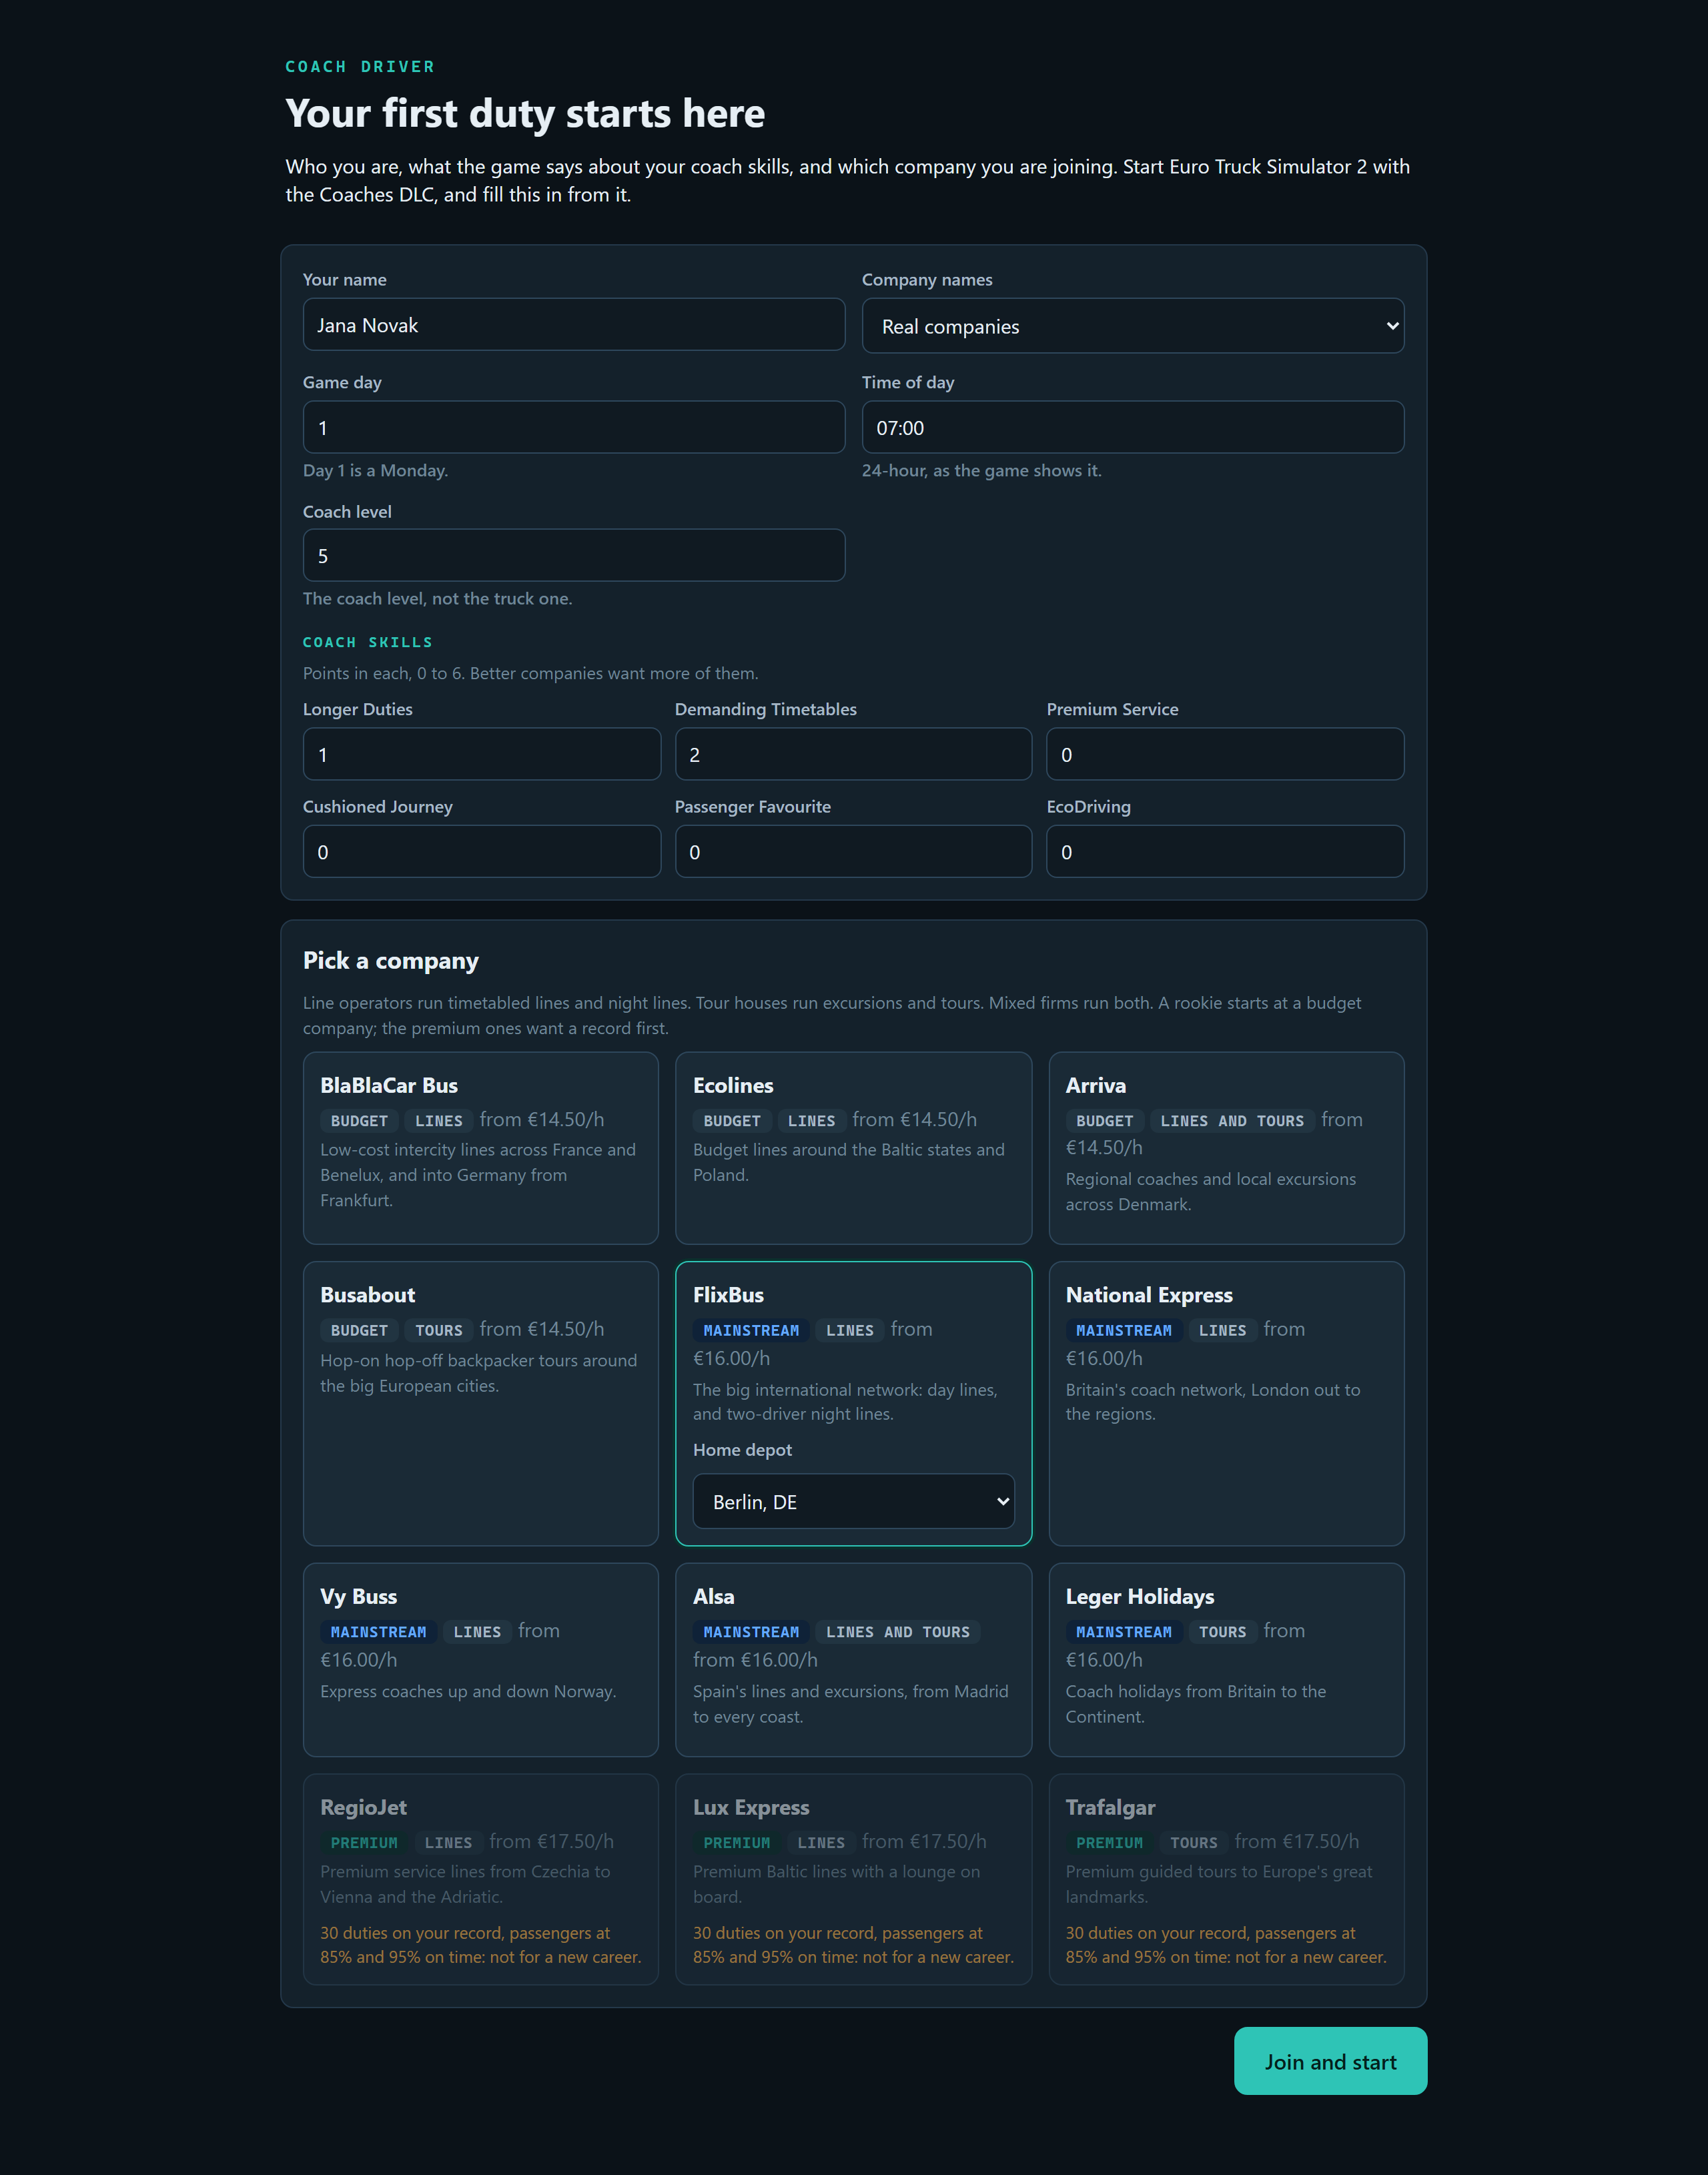 COACH DRIVER
Your first duty starts here
Who you are, what the game says about your coach skills, and which company you are joining. Start Euro Truck Simulator 2 with
the Coaches DLC, and fill this in from it.
Your name
Company names
Jana Novak
Real companies
Game day
Time of day
1
07:00
Day 1 is a Monday.
24-hour, as the game shows it.
Coach level
5
The coach level, not the truck one.
COACH SKILLS
Points in each, 0 to 6. Better companies want more of them.
Longer Duties
Demanding Timetables
Premium Service
1
2
0
Cushioned Journey
Passenger Favourite
EcoDriving
0
0
0
Pick a company
Line operators run timetabled lines and night lines. Tour houses run excursions and tours. Mixed firms run both. A rookie starts at a budget
company; the premium ones want a record first.
BlaBlaCar Bus
BUDGET LINES from €14.50/h
Low-cost intercity lines across France and
Benelux, and into Germany from
Frankfurt.
Ecolines
BUDGET LINES from €14.50/h
Budget lines around the Baltic states and
Poland.
Arriva
BUDGET LINES AND TOURS from
€14.50/h
Regional coaches and local excursions
across Denmark.
Busabout
BUDGET TOURS from €14.50/h
Hop-on hop-off backpacker tours around
the big European cities.
FlixBus
MAINSTREAM LINES from
€16.00/h
The big international network: day lines,
and two-driver night lines.
Home depot
Berlin, DE
National Express
MAINSTREAM LINES from
€16.00/h
Britain's coach network, London out to
the regions.
Vy Buss
MAINSTREAM LINES from
€16.00/h
Express coaches up and down Norway.
Alsa
MAINSTREAM LINES AND TOURS
from €16.00/h
Spain's lines and excursions, from Madrid
to every coast.
Leger Holidays
MAINSTREAM TOURS from
€16.00/h
Coach holidays from Britain to the
Continent.
RegioJet
PREMIUM LINES from €17.50/h
Premium service lines from Czechia to
Vienna and the Adriatic.
30 duties on your record, passengers at
85% and 95% on time: not for a new career.
Lux Express
PREMIUM LINES from €17.50/h
Premium Baltic lines with a lounge on
board.
30 duties on your record, passengers at
85% and 95% on time: not for a new career.
Trafalgar
PREMIUM TOURS from €17.50/h
Premium guided tours to Europe's great
landmarks.
30 duties on your record, passengers at
85% and 95% on time: not for a new career.
Join and start